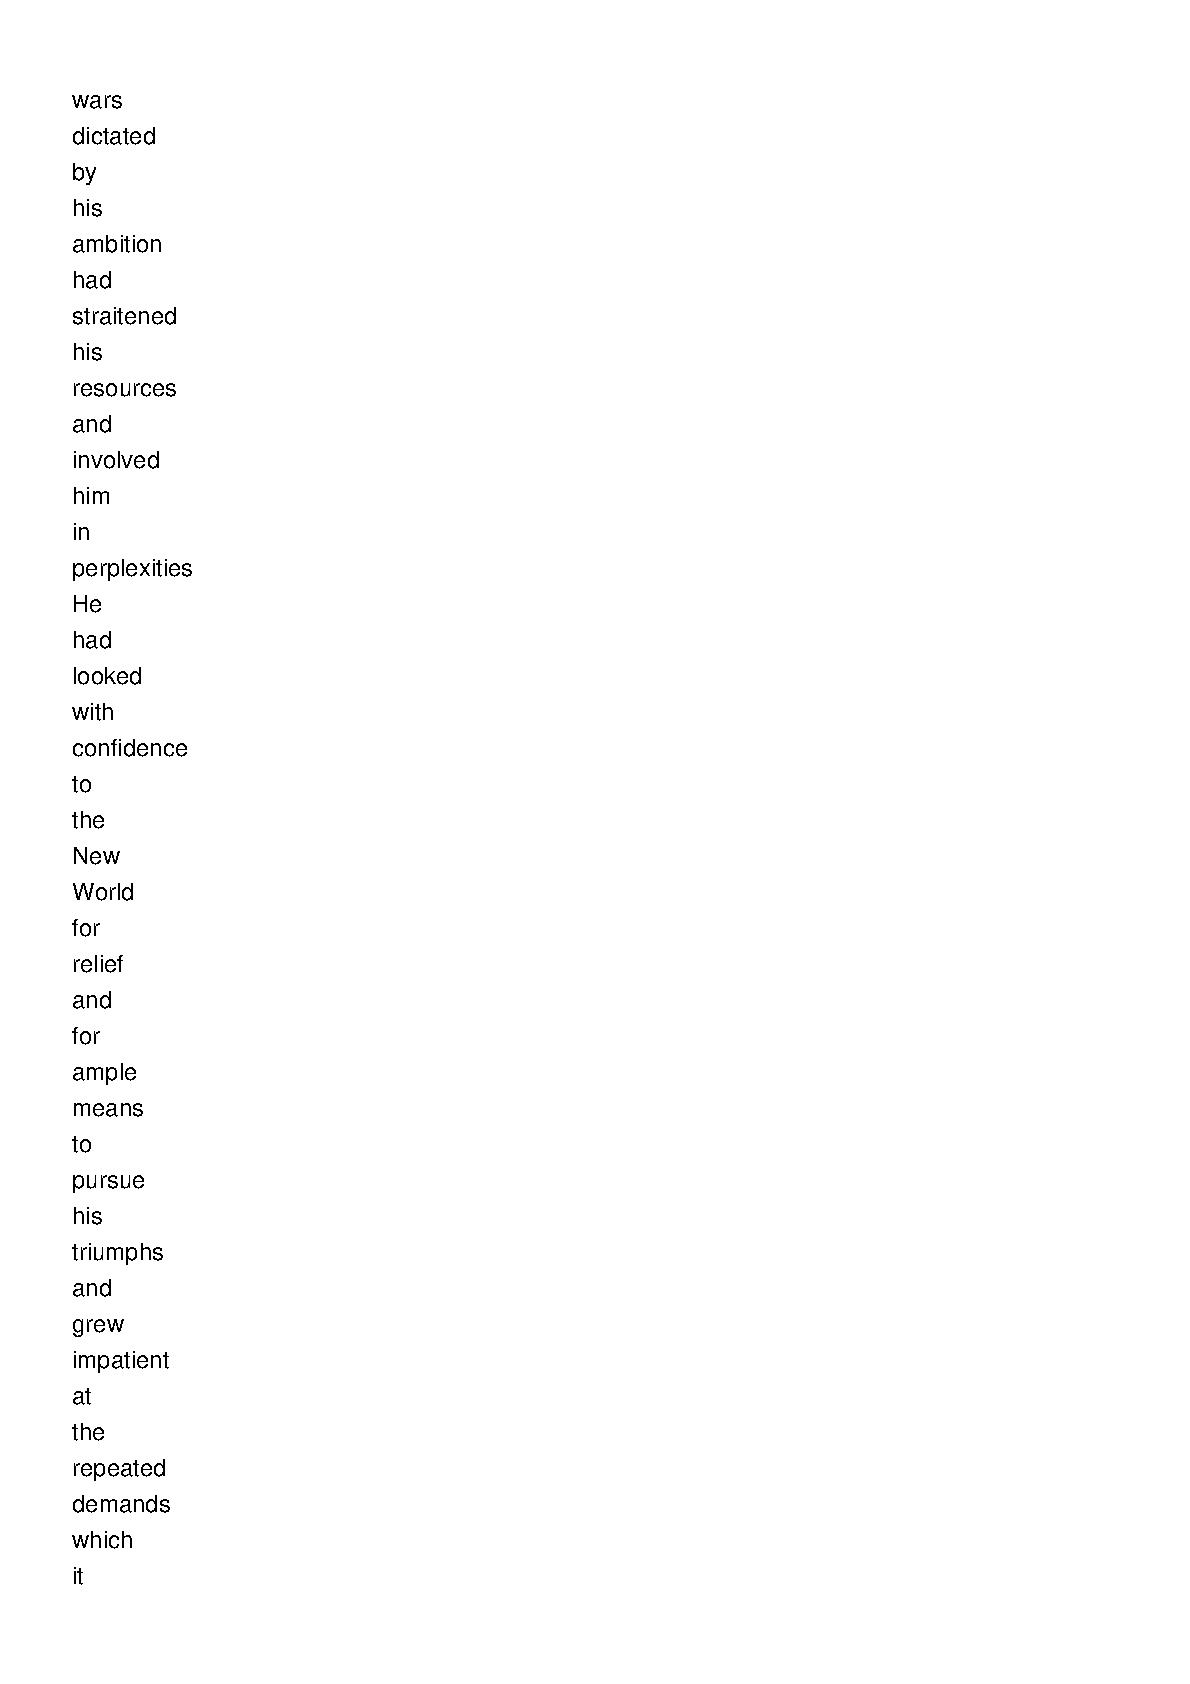 wars
dictated
by
his
ambition
had
straitened
his
resources
and
involved
him
in
perplexities
He
had
looked
with
confidence
to
the
New
World
for
relief
and
for
ample
means
to
pursue
his
triumphs
and
grew
impatient
at
the
repeated
demands
which
it